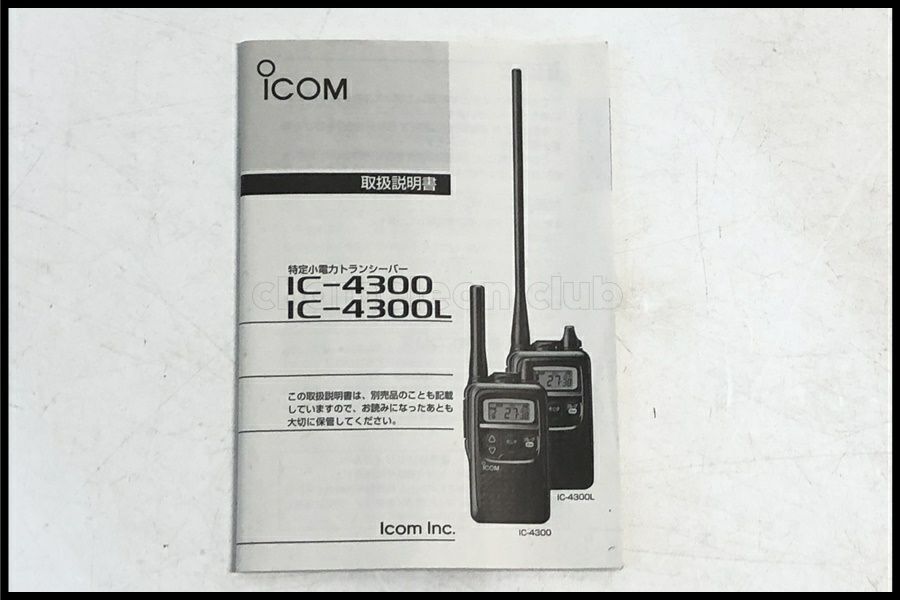 ICOM
取扱説明書
特定小電力トランシーバー
IC-4300
IC-4300L
この取扱説明書は、別売品のことも記載
していますので、お読みになったあとも
大切に保管してください。
ICOM
IC-4300L
IC-4300
Icom Inc.